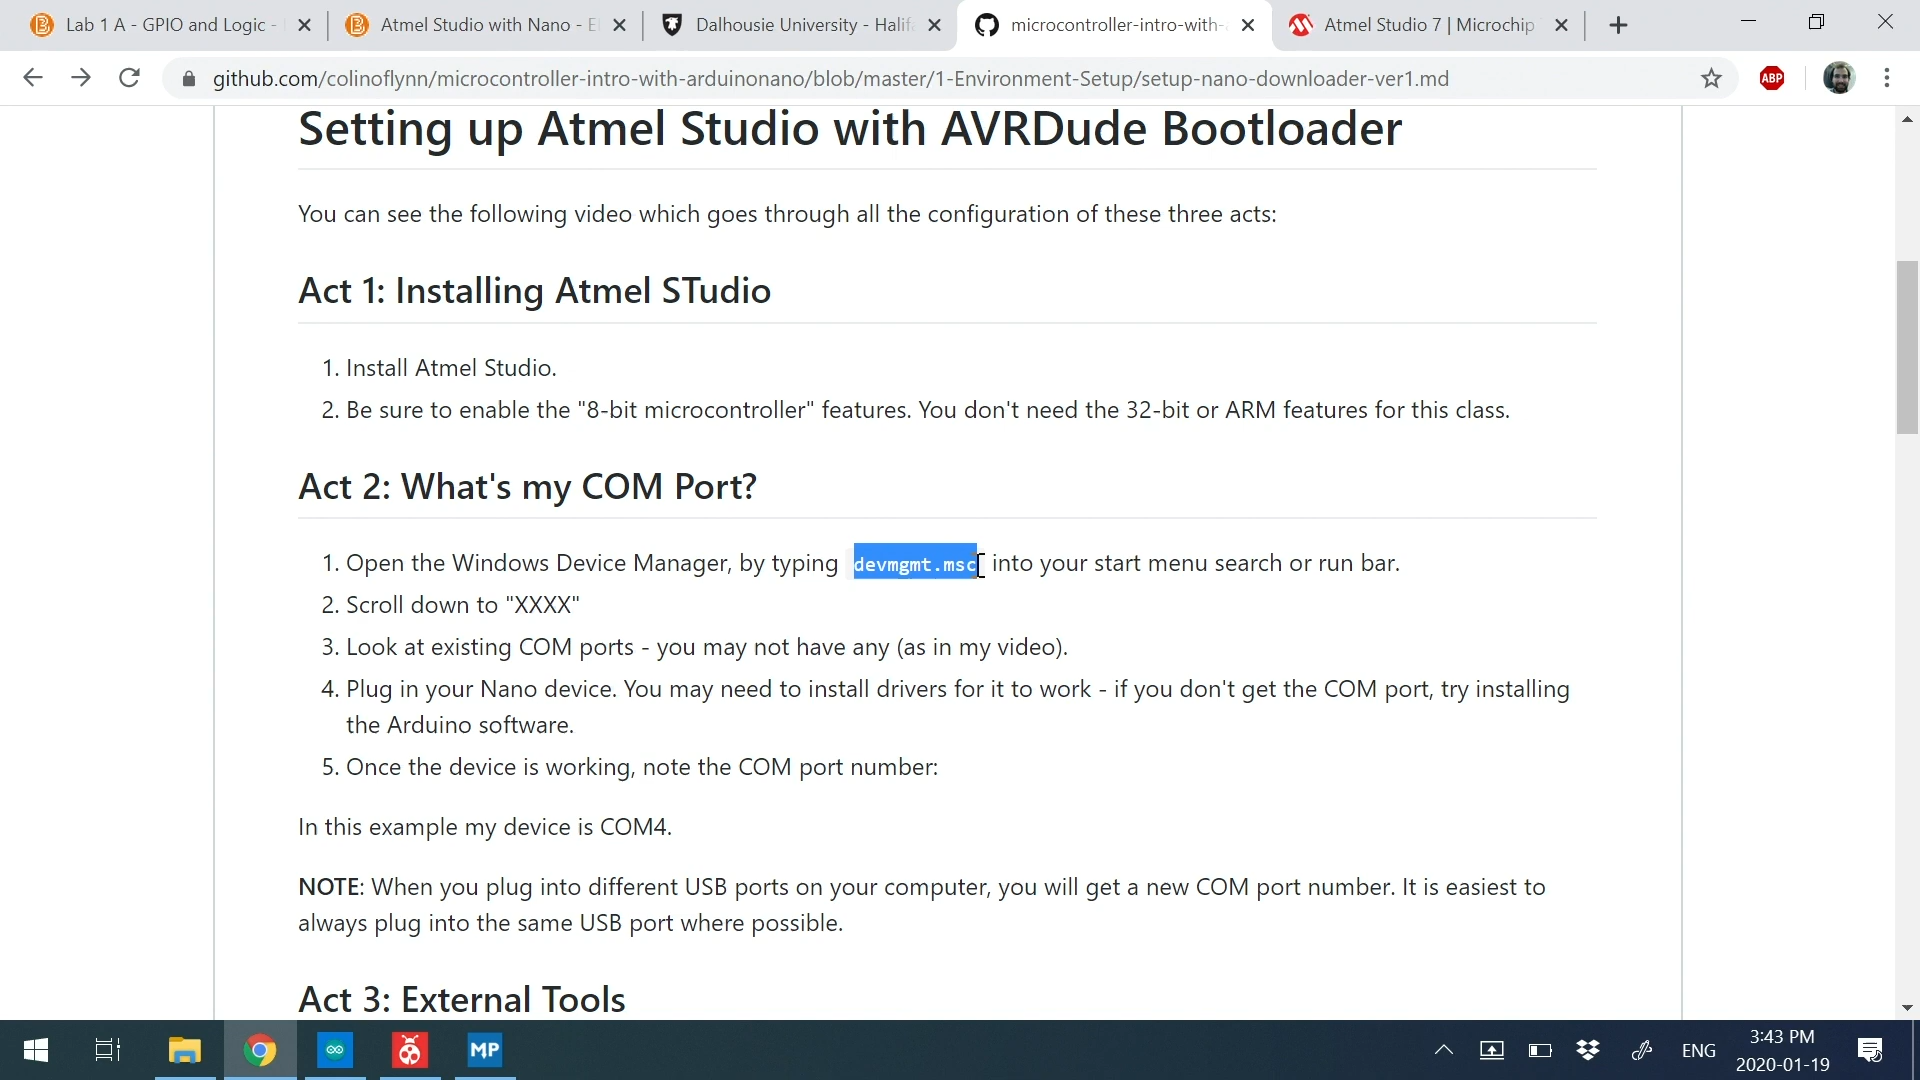 Lab 1 A - GPIO and Logic -
Atmel Studio with Nano - El
Dalhousie University - Halifa
microcontroller-intro-with-
Atmel Studio 7 | Microchip
github.com/colinoflynn/microcontroller-intro-with-arduinonano/blob/master/1-Environment-Setup/setup-nano-downloader-ver1.md
ABP
Setting up Atmel Studio with AVRDude Bootloader
You can see the following video which goes through all the configuration of these three acts:
Act 1: Installing Atmel STudio
1. Install Atmel Studio.
2. Be sure to enable the "8-bit microcontroller" features. You don't need the 32-bit or ARM features for this class.
Act 2: What's my COM Port?
1. Open the Windows Device Manager, by typing devmgmt.msc into your start menu search or run bar.
2. Scroll down to "XXXX"
3. Look at existing COM ports - you may not have any (as in my video).
4. Plug in your Nano device. You may need to install drivers for it to work - if you don't get the COM port, try installing
the Arduino software.
5. Once the device is working, note the COM port number:
In this example my device is COM4.
NOTE: When you plug into different USB ports on your computer, you will get a new COM port number. It is easiest to
always plug into the same USB port where possible.
Act 3: External Tools
MP
ENG
3:43 PM
2020-01-19